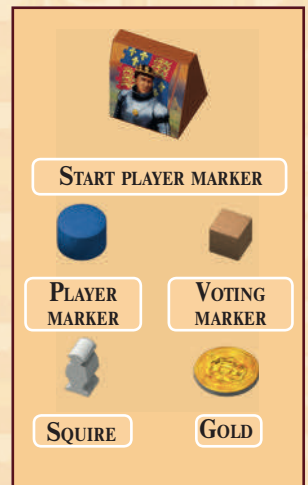 START PLAYER MARKER
PLAYER
MARKER
VOTING
MARKER
SQUIRE
GOLD